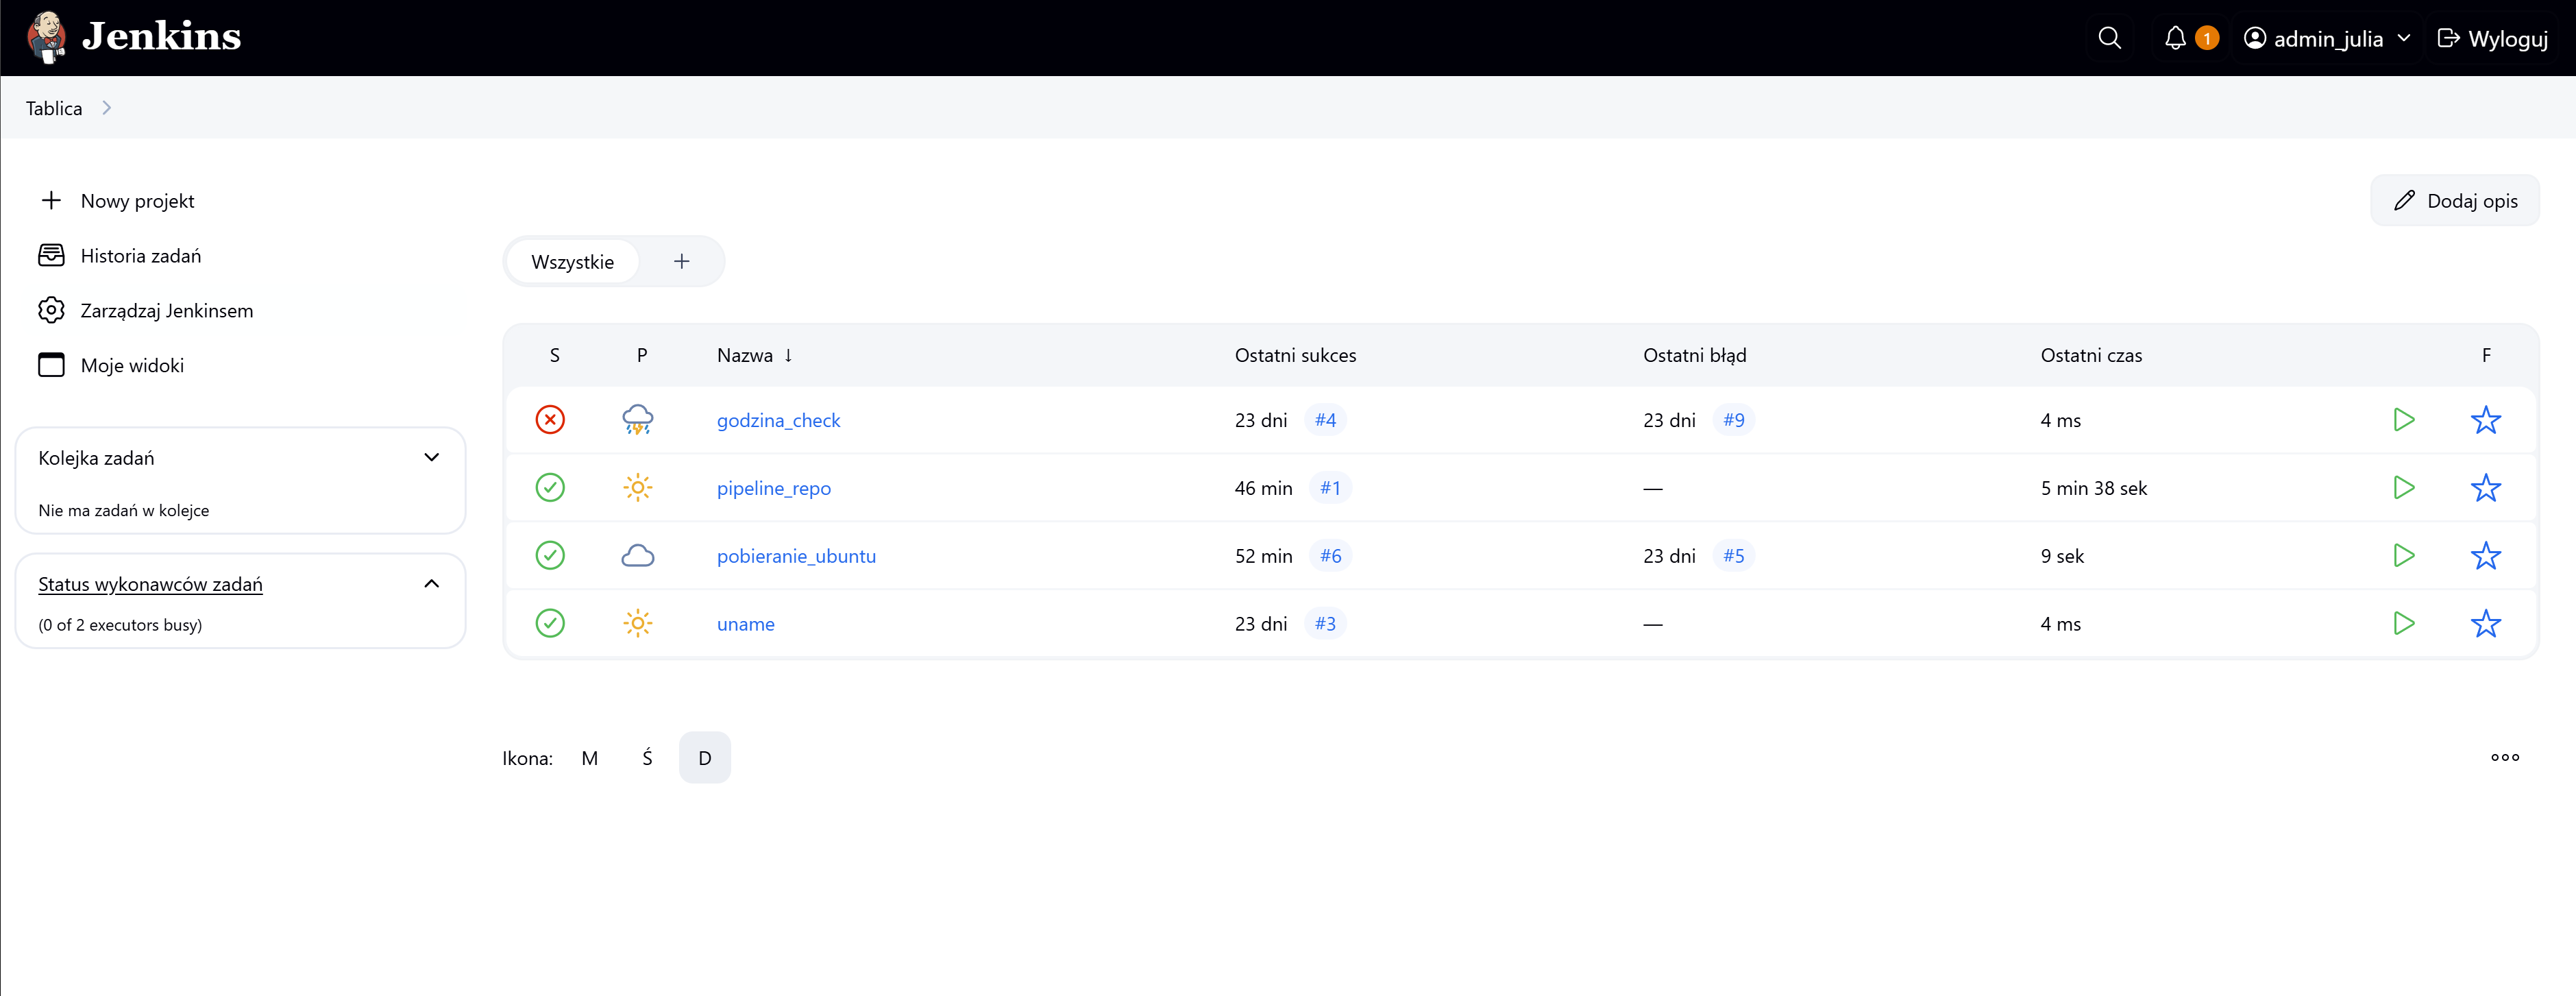 Jenkins
1
admin_julia
Wyloguj
Tablica
Nowy projekt
Historia zadań
Zarządzaj Jenkinsem
Moje widoki
Kolejka zadań
Nie ma zadań w kolejce
Status wykonawców zadań
(0 of 2 executors busy)
Dodaj opis
Wszystkie +
S P Nazwa ↓ Ostatni sukces Ostatni błąd Ostatni czas F
godzina_check 23 dni #4 23 dni #9 4 ms
pipeline_repo 46 min #1 — 5 min 38 sek
pobieranie_ubuntu 52 min #6 23 dni #5 9 sek
uname 23 dni #3 — 4 ms
Ikona: M Ś D